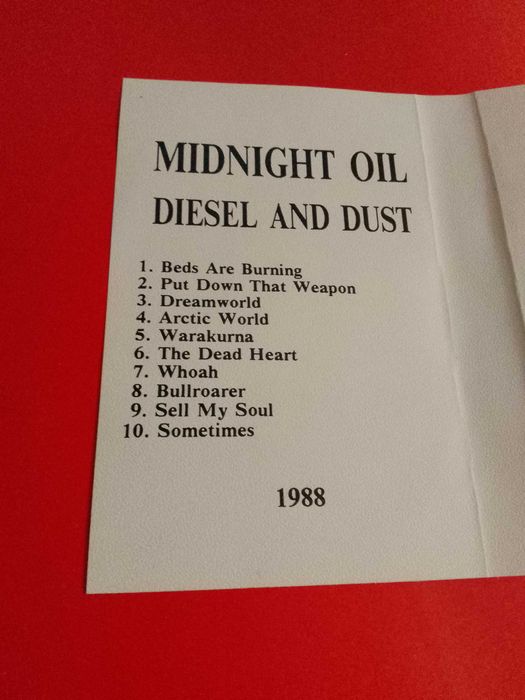 MIDNIGHT OIL
DIESEL AND DUST
1. Beds Are Burning
2. Put Down That Weapon
3. Dreamworld
4. Arctic World
5. Warakurna
6. The Dead Heart
7. Whoah
8. Bullroarer
9. Sell My Soul
10. Sometimes
1988